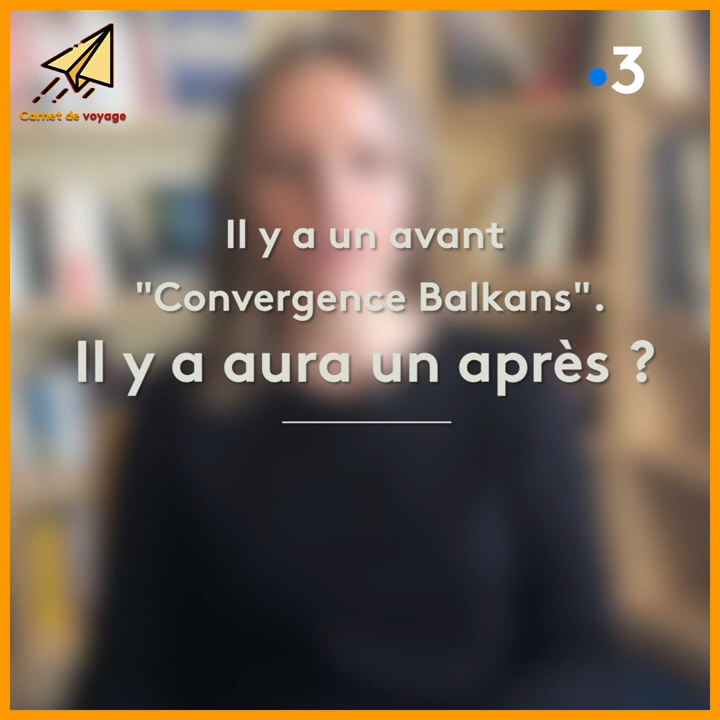 Carnet de voyage
3
Il y a un avant
"Convergence Balkans".
Il y a aura un après ?